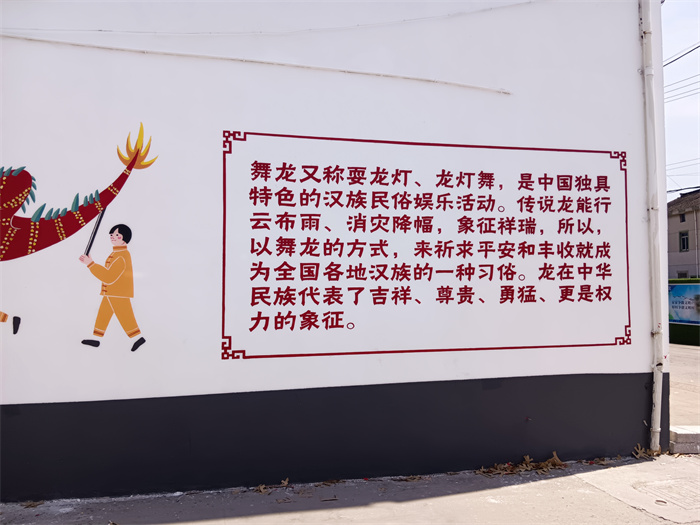 舞龙又称耍龙灯、龙灯舞，是中国独具
特色的汉族民俗娱乐活动。传说龙能行
云布雨、消灾降幅，象征祥瑞，所以，
以舞龙的方式，来祈求平安和丰收就成
为全国各地汉族的一种习俗。龙在中华
民族代表了吉祥、尊贵、勇猛、更是权
力的象征。